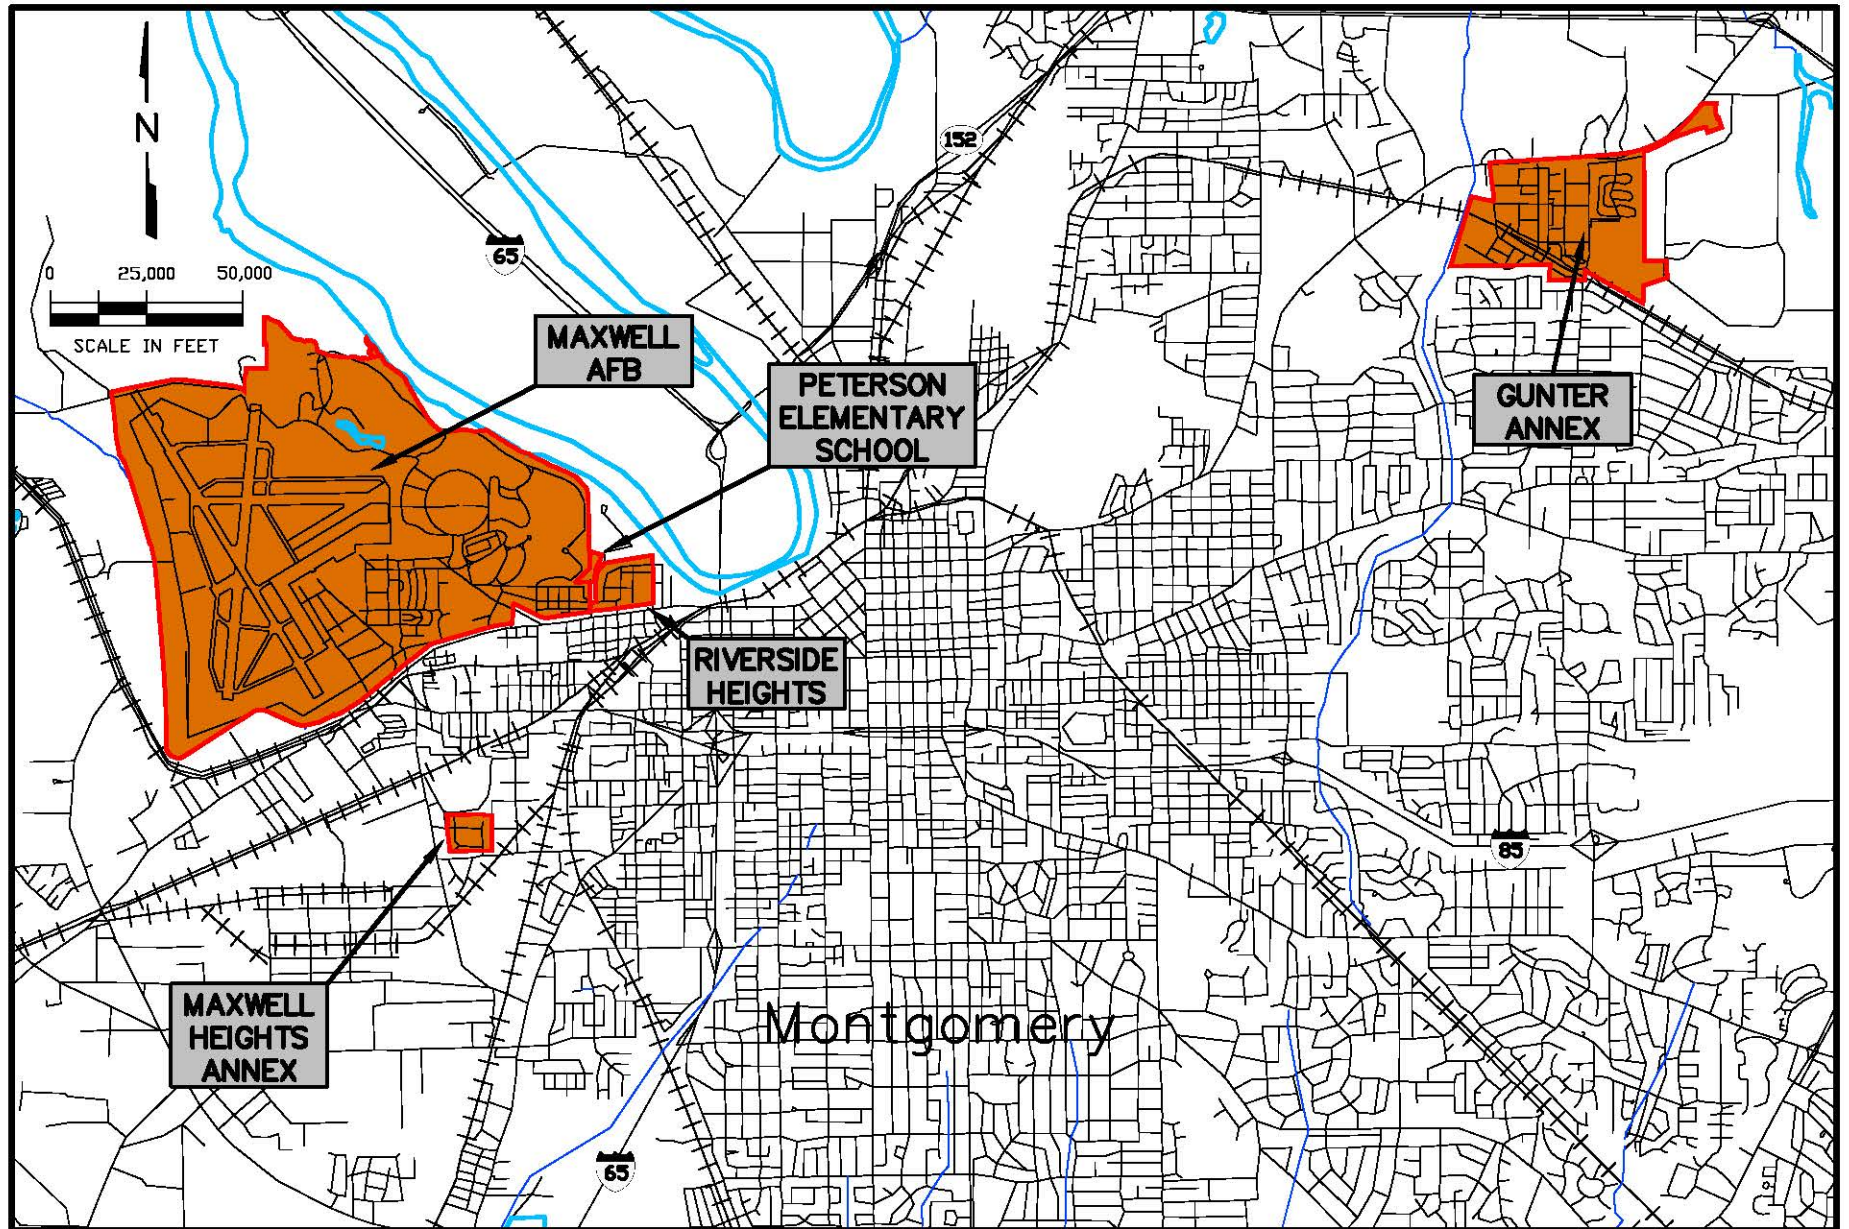 152
N
65
0 25,000 50,000
SCALE IN FEET
MAXWELL
AFB
PETERSON
ELEMENTARY
SCHOOL
GUNTER
ANNEX
RIVERSIDE
HEIGHTS
85
MAXWELL
HEIGHTS
ANNEX
Montgomery
65